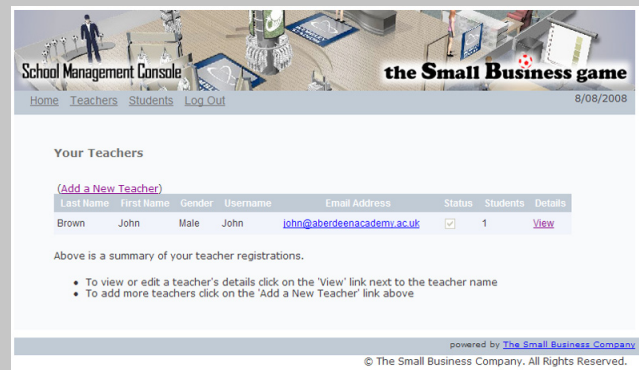 School Management Console
the Small Business game
Home Teachers Students Log Out 8/08/2008
Your Teachers
(Add a New Teacher)
Last Name First Name Gender Username Email Address Status Students Details
Brown John Male John john@aberdeenacademy.ac.uk 1 View
Above is a summary of your teacher registrations.
• To view or edit a teacher's details click on the 'View' link next to the teacher name
• To add more teachers click on the 'Add a New Teacher' link above
powered by The Small Business Company
© The Small Business Company. All Rights Reserved.